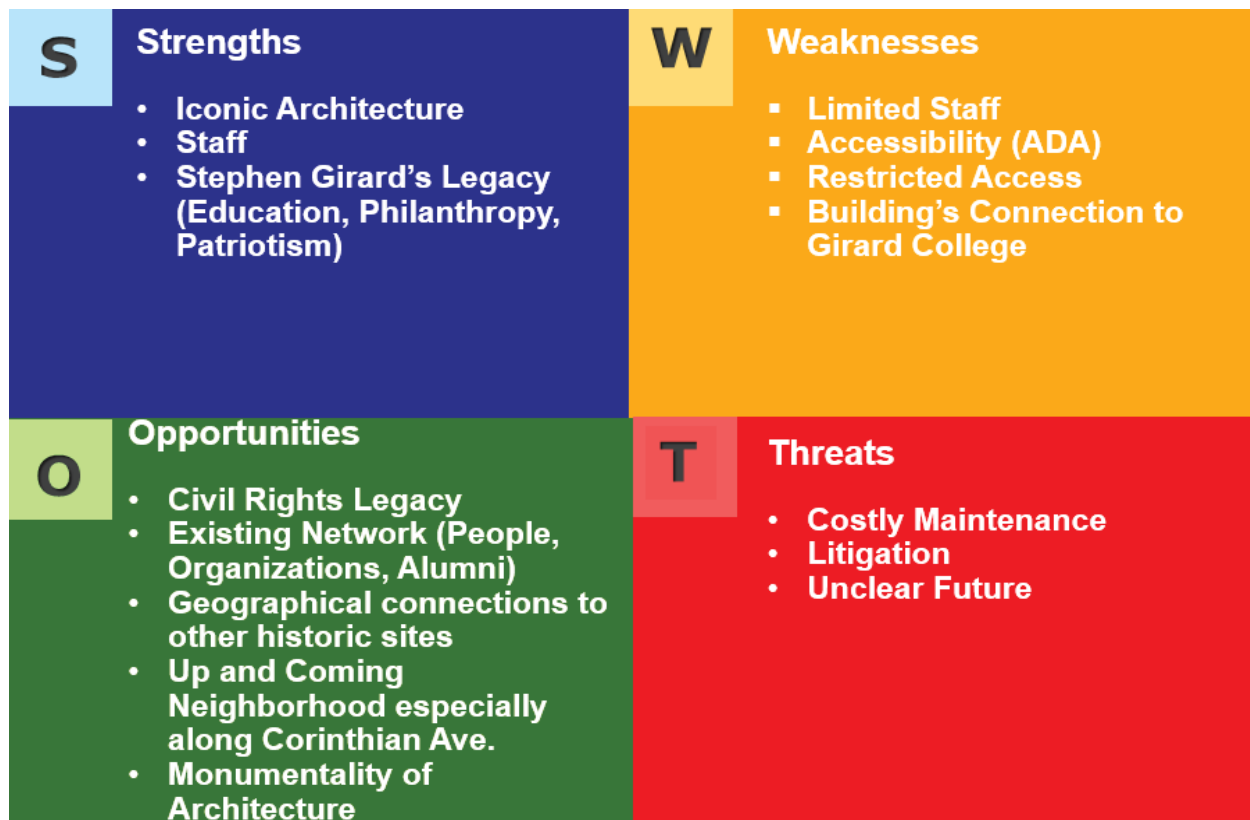 S
Strengths
• Iconic Architecture
• Staff
• Stephen Girard's Legacy
(Education, Philanthropy,
Patriotism)
W
Weaknesses
▪ Limited Staff
▪ Accessibility (ADA)
▪ Restricted Access
▪ Building's Connection to
Girard College
O
Opportunities
• Civil Rights Legacy
• Existing Network (People,
Organizations, Alumni)
• Geographical connections to
other historic sites
• Up and Coming
Neighborhood especially
along Corinthian Ave.
• Monumentality of
Architecture
T
Threats
• Costly Maintenance
• Litigation
• Unclear Future